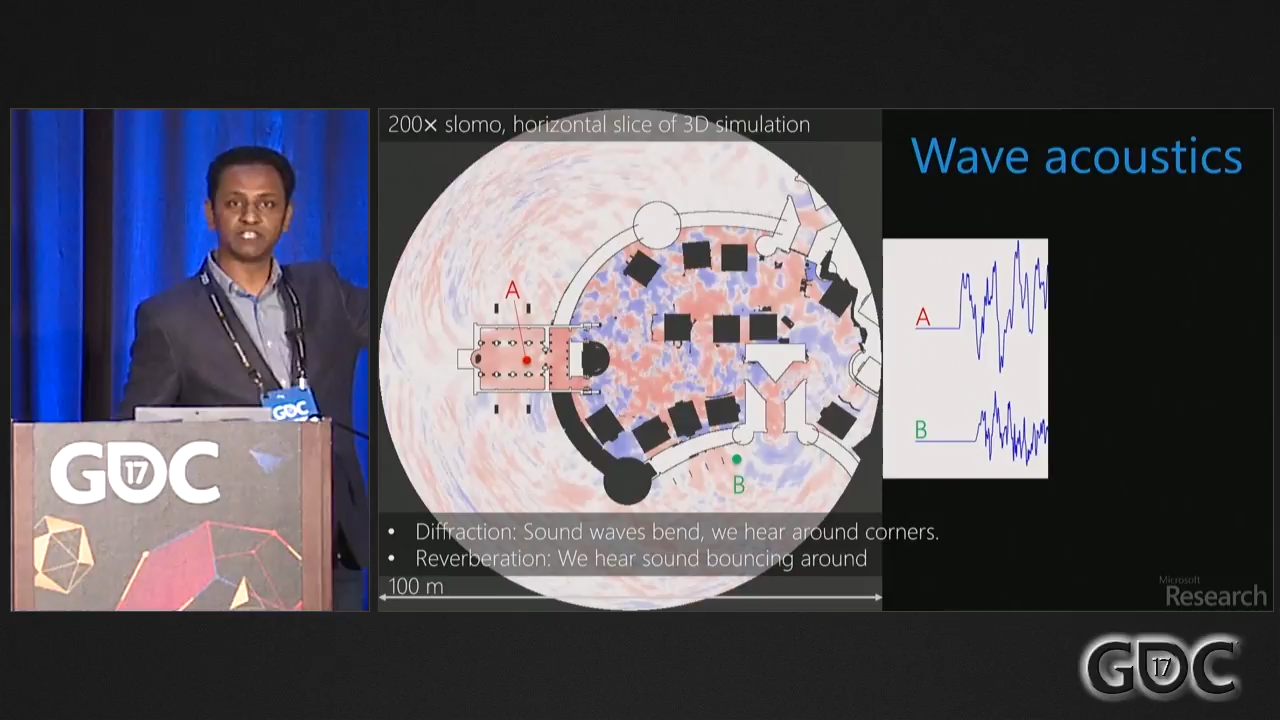 200× slomo, horizontal slice of 3D simulation
Wave acoustics
A
A
B
B
GDC
GDC
17
• Diffraction: Sound waves bend, we hear around corners.
• Reverberation: We hear sound bouncing around
100 m
Microsoft
Research
GDC
17